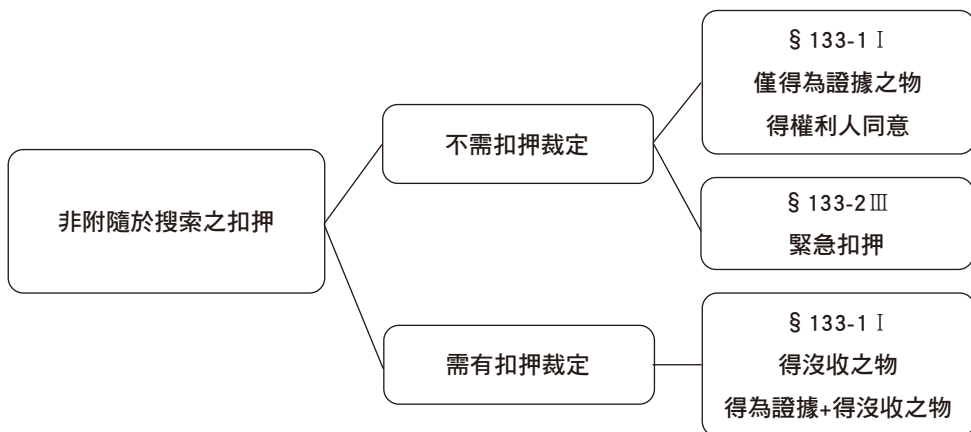 非附隨於搜索之扣押
不需扣押裁定
§133-1Ⅰ
僅得為證據之物
得權利人同意
§133-2Ⅲ
緊急扣押
需有扣押裁定
§133-1Ⅰ
得沒收之物
得為證據+得沒收之物